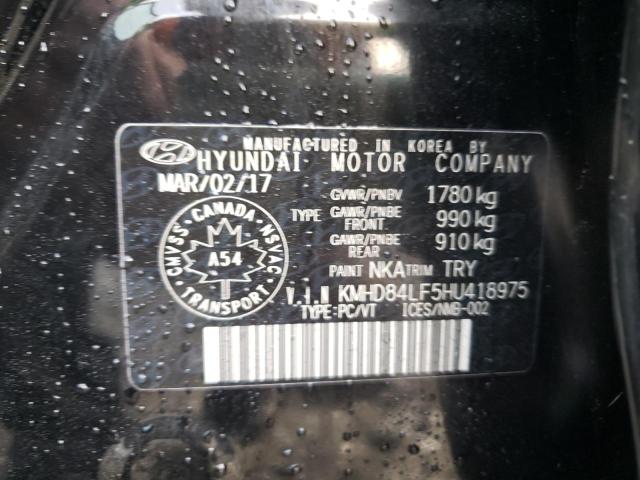 MANUFACTURED IN KOREA BY
HYUNDAI MOTOR COMPANY
MAR/02/17
GVWR/PNBV 1780 kg
TYPE GAWR/PNBE FRONT 990 kg
GAWR/PNBE REAR 910 kg
PAINT NKA TRIM TRY
CANADA
CMVSS NSVAC
A54
TRANSPORT
V.I.N KMHD84LF5HU418975
TYPE:PC/VT ICES/NMB-002